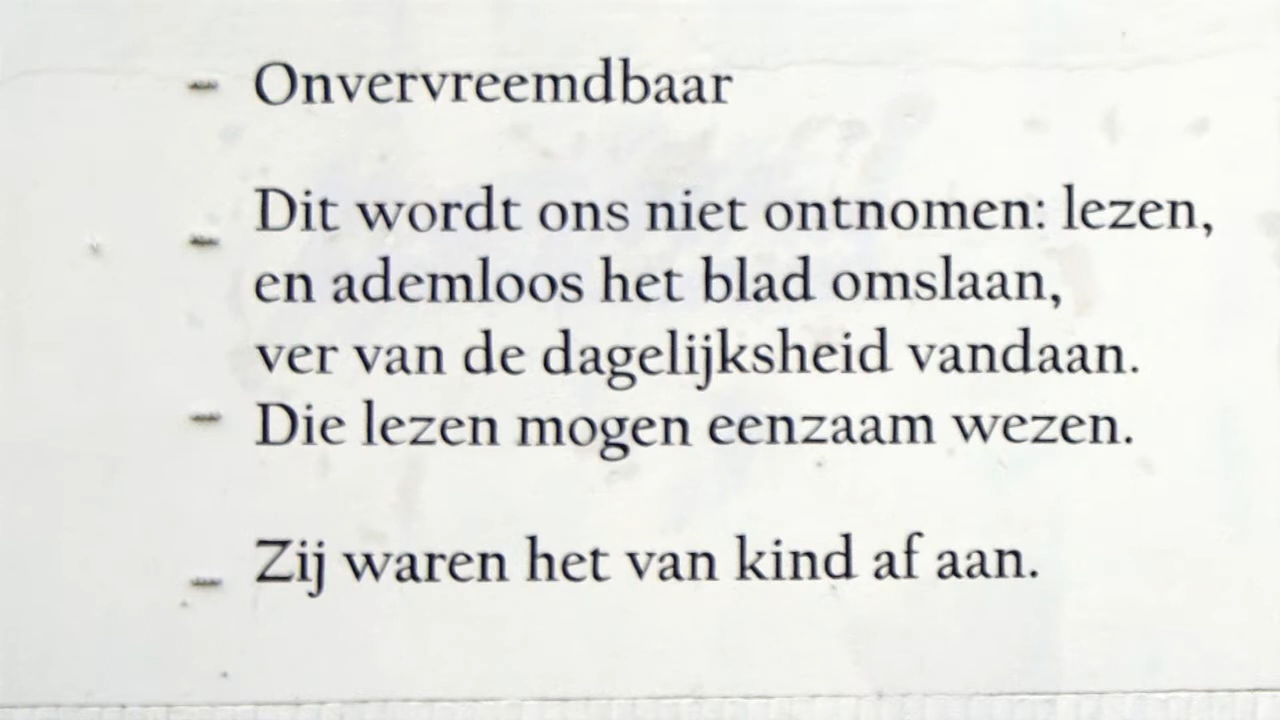 Onvervreemdbaar
Dit wordt ons niet ontnomen: lezen,
en ademloos het blad omslaan,
ver van de dagelijksheid vandaan.
Die lezen mogen eenzaam wezen.
Zij waren het van kind af aan.